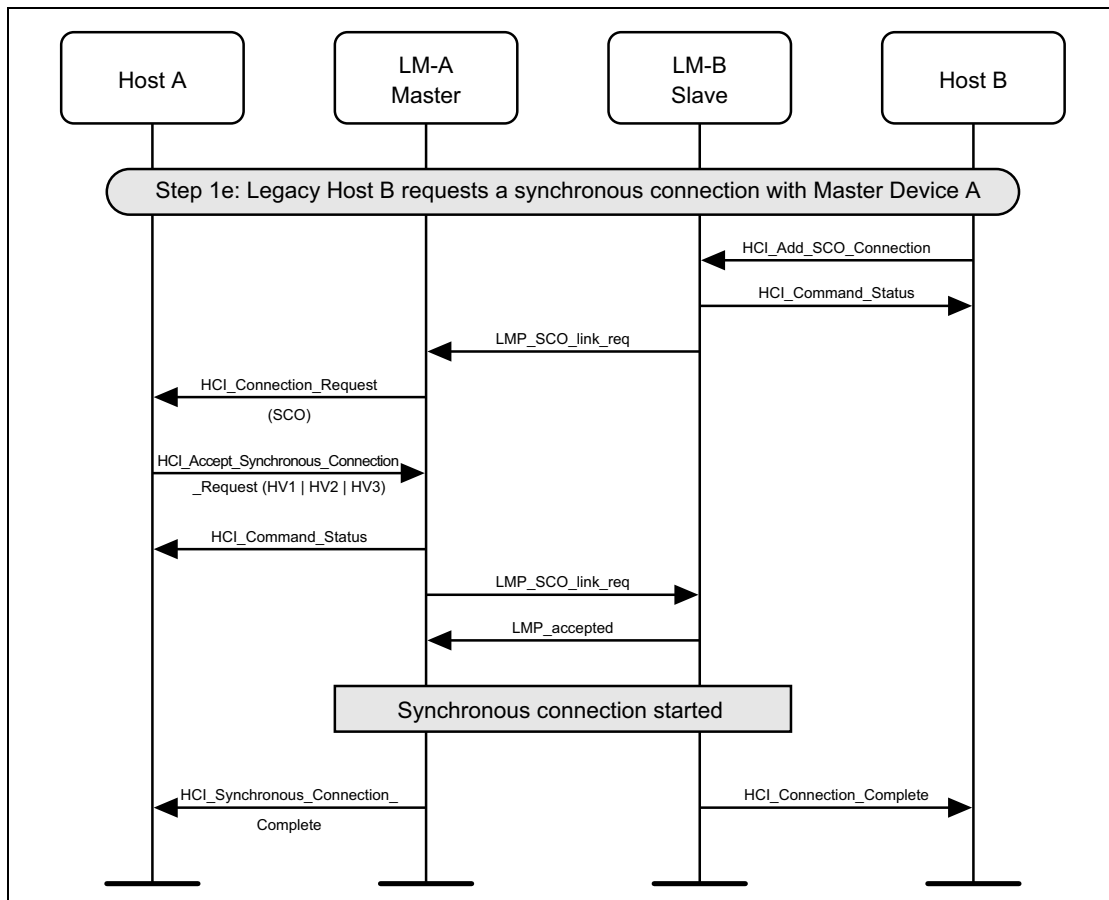 Host A
LM-A
Master
LM-B
Slave
Host B
Step 1e: Legacy Host B requests a synchronous connection with Master Device A
HCI_Add_SCO_Connection
HCI_Command_Status
LMP_SCO_link_req
HCI_Connection_Request
(SCO)
HCI_Accept_Synchronous_Connection
_Request (HV1 | HV2 | HV3)
HCI_Command_Status
LMP_SCO_link_req
LMP_accepted
Synchronous connection started
HCI_Synchronous_Connection_
Complete
HCI_Connection_Complete